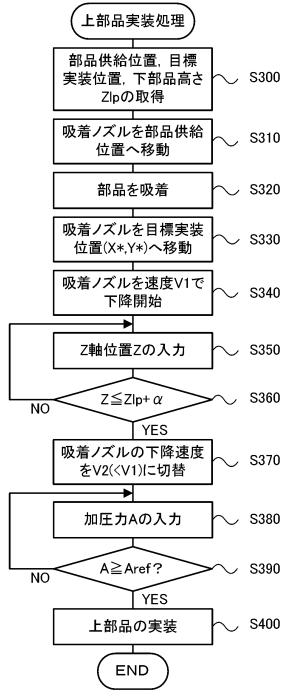 上部品実装処理
部品供給位置，目標
実装位置，下部品高さ
Zlpの取得
S300
吸着ノズルを部品供給
位置へ移動
S310
部品を吸着
S320
吸着ノズルを目標実装
位置(X*,Y*)へ移動
S330
吸着ノズルを速度V1で
下降開始
S340
Z軸位置Zの入力
S350
Z≦Zlp+α
S360
NO
YES
吸着ノズルの下降速度
をV2(<V1)に切替
S370
加圧力Aの入力
S380
A≧Aref？
S390
NO
YES
上部品の実装
S400
END